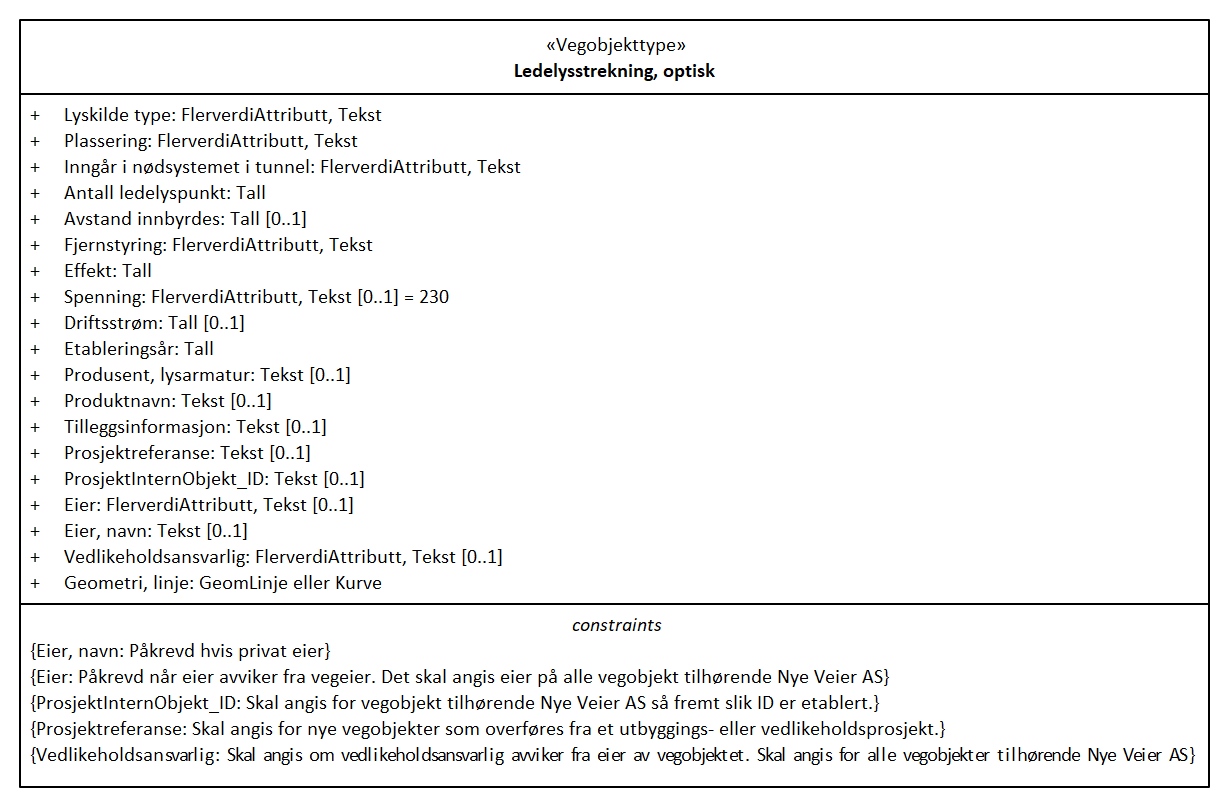 «Vegobjekttype»
Ledelysstrekning, optisk
+ Lyskilde type: FlerverdiAttributt, Tekst
+ Plassering: FlerverdiAttributt, Tekst
+ Inngår i nødsystemet i tunnel: FlerverdiAttributt, Tekst
+ Antall ledelyspunkt: Tall
+ Avstand innbyrdes: Tall [0..1]
+ Fjernstyring: FlerverdiAttributt, Tekst
+ Effekt: Tall
+ Spenning: FlerverdiAttributt, Tekst [0..1] = 230
+ Driftsstrøm: Tall [0..1]
+ Etableringsår: Tall
+ Produsent, lysarmatur: Tekst [0..1]
+ Produktnavn: Tekst [0..1]
+ Tilleggsinformasjon: Tekst [0..1]
+ Prosjektreferanse: Tekst [0..1]
+ ProsjektInternObjekt_ID: Tekst [0..1]
+ Eier: FlerverdiAttributt, Tekst [0..1]
+ Eier, navn: Tekst [0..1]
+ Vedlikeholdsansvarlig: FlerverdiAttributt, Tekst [0..1]
+ Geometri, linje: GeomLinje eller Kurve
constraints
{Eier, navn: Påkrevd hvis privat eier}
{Eier: Påkrevd når eier avviker fra vegeier. Det skal angis eier på alle vegobjekt tilhørende Nye Veier AS}
{ProsjektInternObjekt_ID: Skal angis for vegobjekt tilhørende Nye Veier AS så fremt slik ID er etablert.}
{Prosjektreferanse: Skal angis for nye vegobjekter som overføres fra et utbyggings- eller vedlikeholdsprosjekt.}
{Vedlikeholdsansvarlig: Skal angis om vedlikeholdsansvarlig avviker fra eier av vegobjektet. Skal angis for alle vegobjekter tilhørende Nye Veier AS}